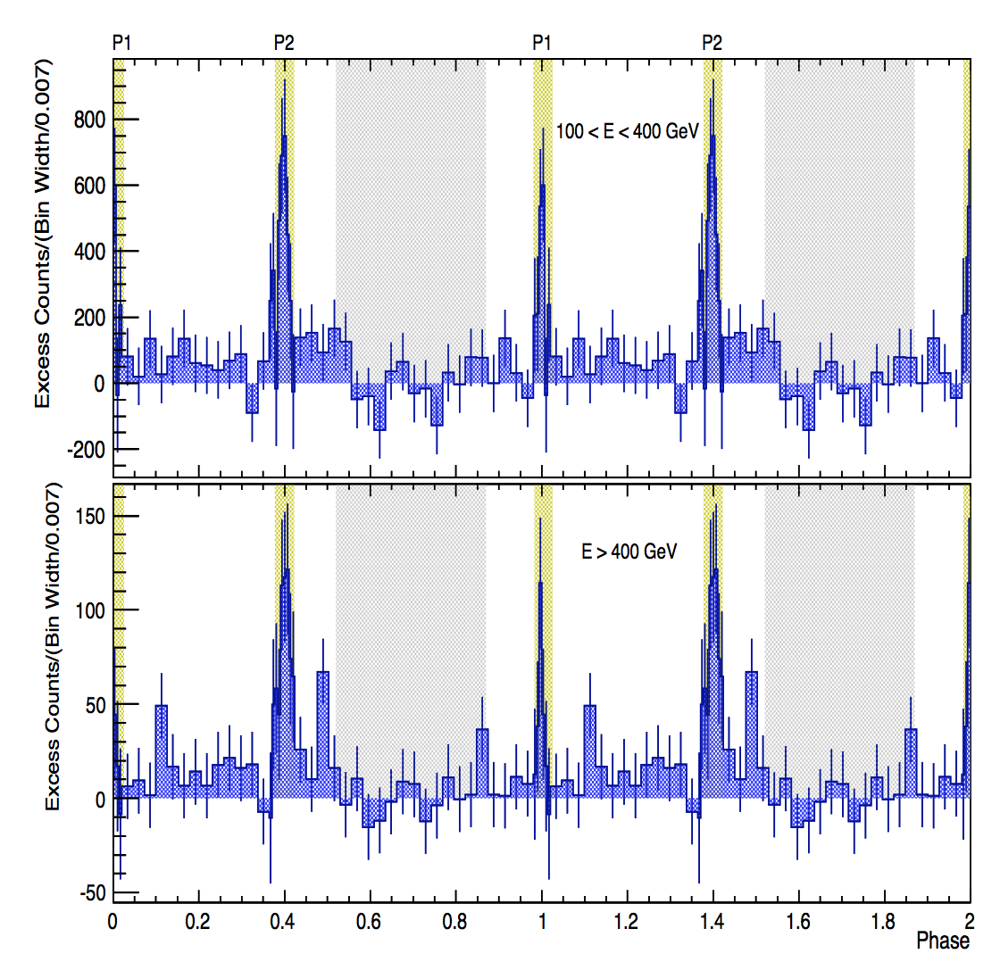 P1 P2 P1 P2
Excess Counts/(Bin Width/0.007)
800
600
400
200
0
-200
100 < E < 400 GeV
Excess Counts/(Bin Width/0.007)
150
100
50
0
-50
E > 400 GeV
0 0.2 0.4 0.6 0.8 1 1.2 1.4 1.6 1.8 2
Phase